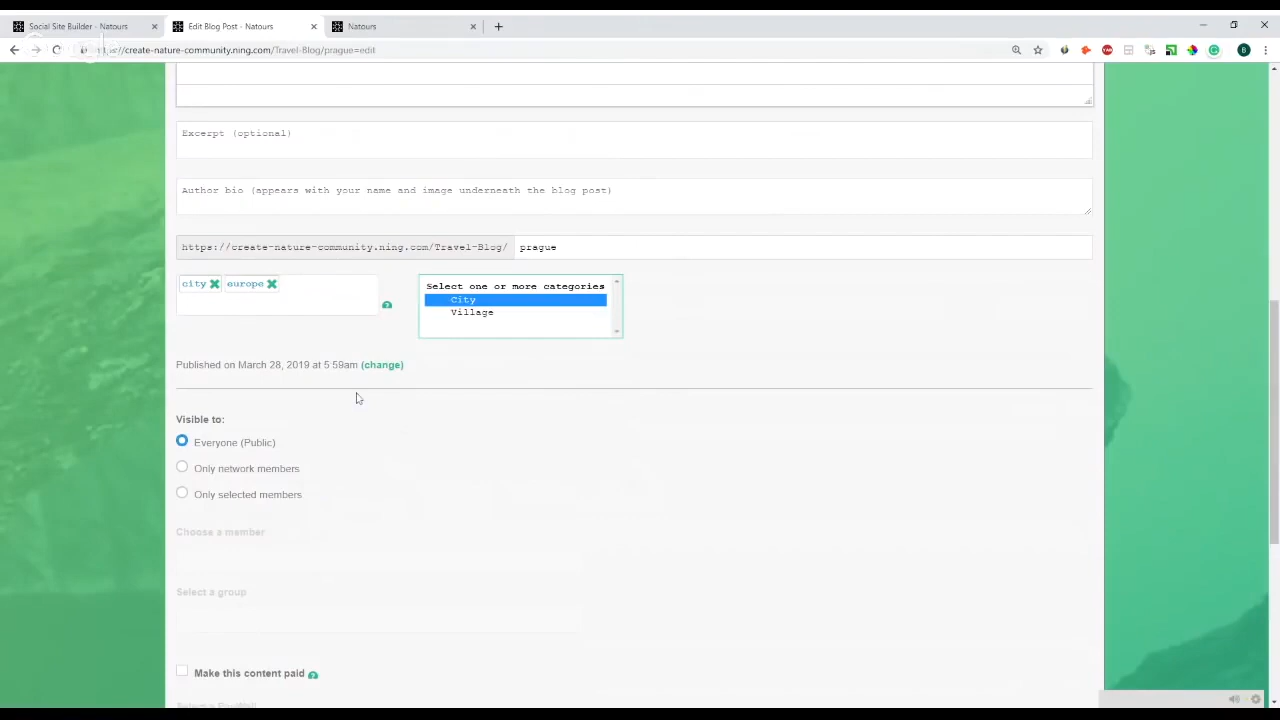 Social Site Builder - Natours
Edit Blog Post - Natours
Natours
create-nature-community.ning.com/Travel-Blog/prague=edit
Excerpt (optional)
Author bio (appears with your name and image underneath the blog post)
https://create-nature-community.ning.com/Travel-Blog/ prague
city europe
Select one or more categories
City
Village
Published on March 28, 2019 at 5:59am (change)
Visible to:
Everyone (Public)
Only network members
Only selected members
Choose a member
Select a group
Make this content paid